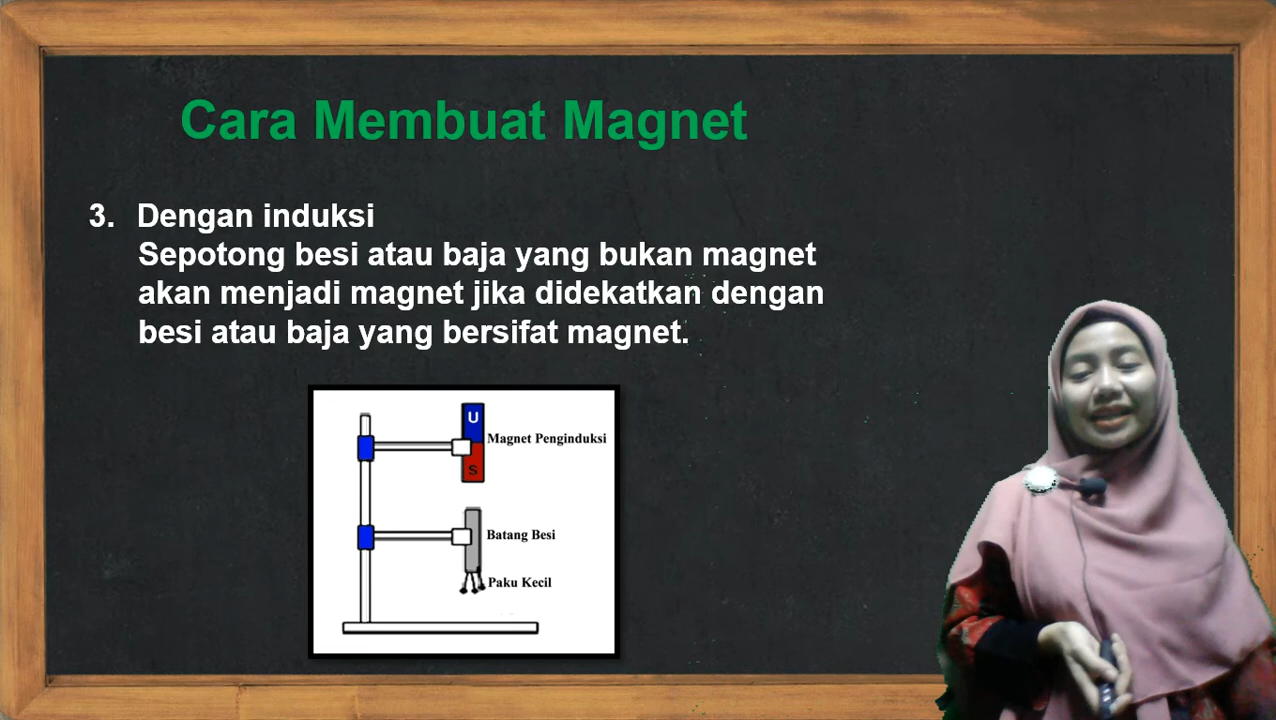 Cara Membuat Magnet
3. Dengan induksi
Sepotong besi atau baja yang bukan magnet
akan menjadi magnet jika didekatkan dengan
besi atau baja yang bersifat magnet.
U
Magnet Penginduksi
S
Batang Besi
Paku Kecil